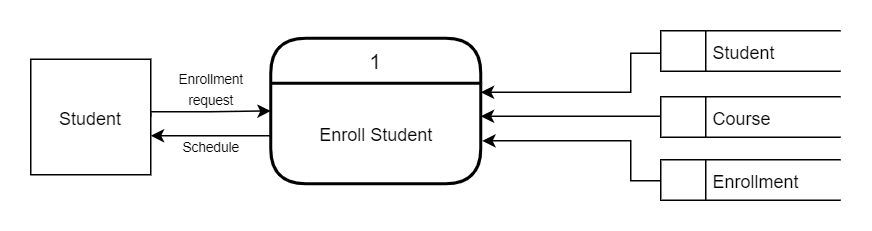 Student
Enrollment
request
Schedule
1
Enroll Student
Student
Course
Enrollment